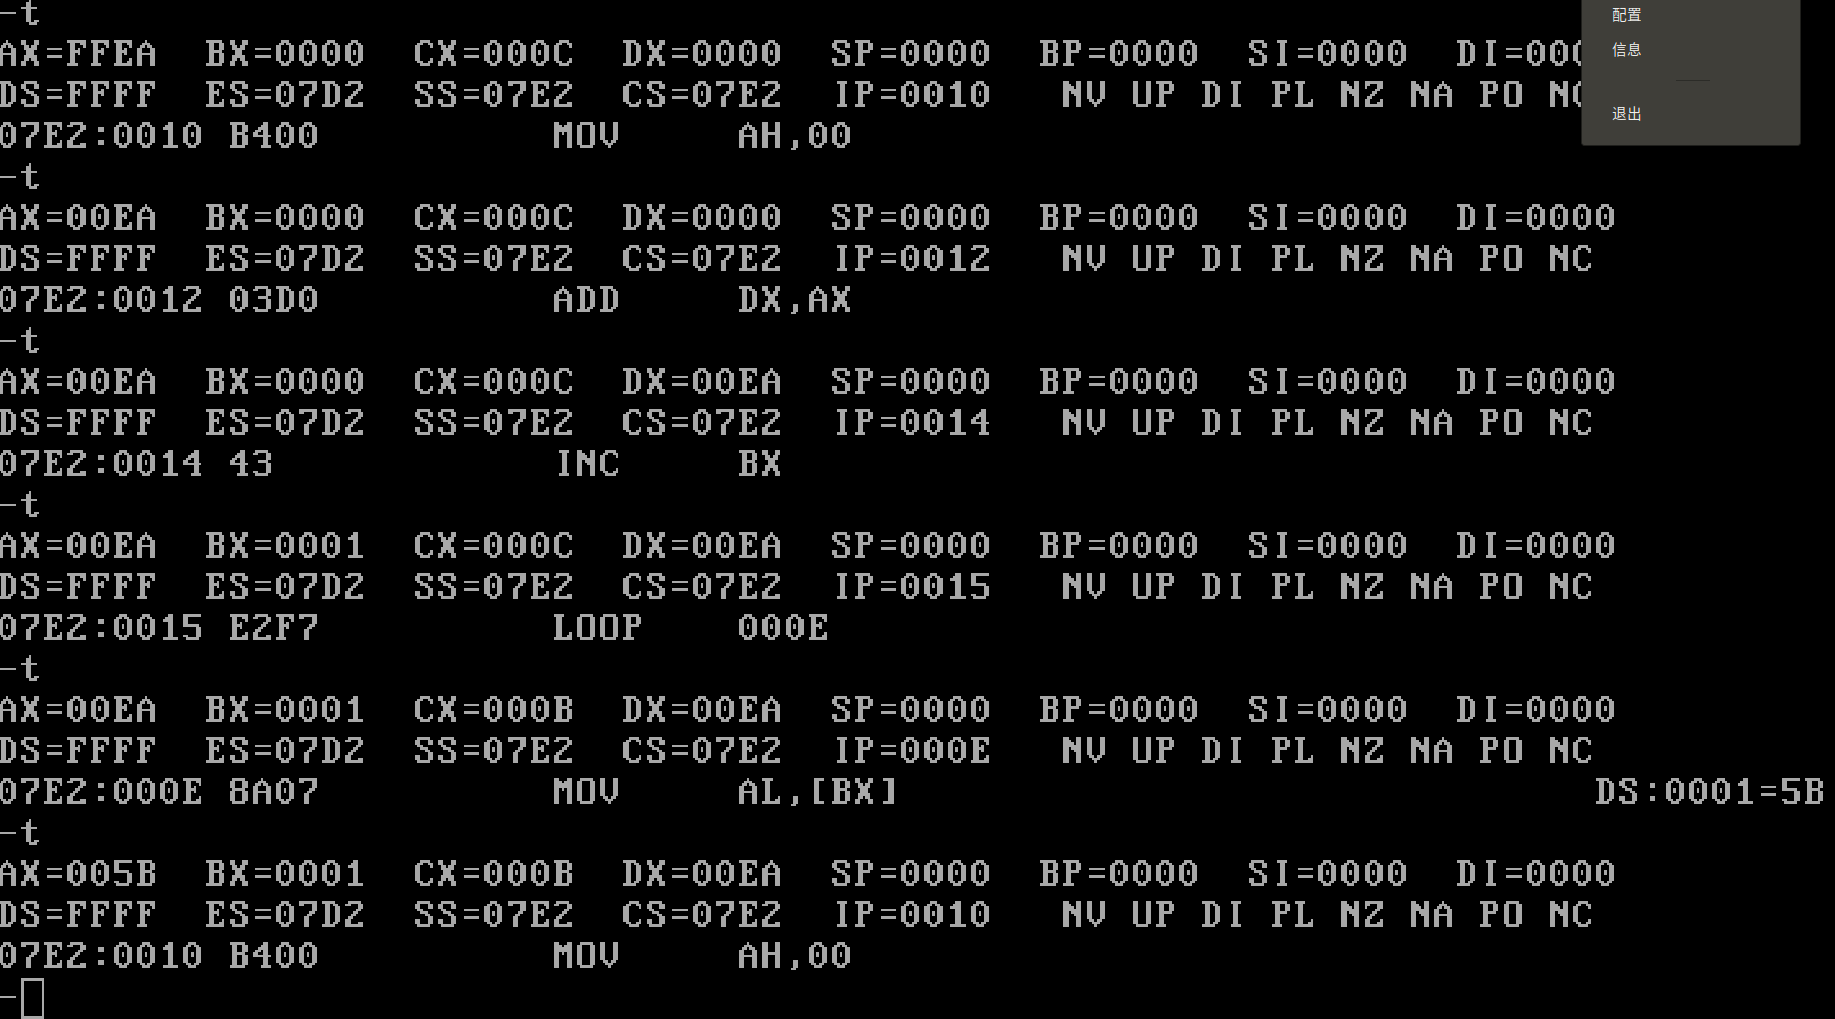 -t
AX=FFEA  BX=0000  CX=000C  DX=0000  SP=0000  BP=0000  SI=0000  DI=000
DS=FFFF  ES=07D2  SS=07E2  CS=07E2  IP=0010   NV UP DI PL NZ NA PO NC
07E2:0010 B400          MOV     AH,00
-t
AX=00EA  BX=0000  CX=000C  DX=0000  SP=0000  BP=0000  SI=0000  DI=0000
DS=FFFF  ES=07D2  SS=07E2  CS=07E2  IP=0012   NV UP DI PL NZ NA PO NC
07E2:0012 03D0          ADD     DX,AX
-t
AX=00EA  BX=0000  CX=000C  DX=00EA  SP=0000  BP=0000  SI=0000  DI=0000
DS=FFFF  ES=07D2  SS=07E2  CS=07E2  IP=0014   NV UP DI PL NZ NA PO NC
07E2:0014 43            INC     BX
-t
AX=00EA  BX=0001  CX=000C  DX=00EA  SP=0000  BP=0000  SI=0000  DI=0000
DS=FFFF  ES=07D2  SS=07E2  CS=07E2  IP=0015   NV UP DI PL NZ NA PO NC
07E2:0015 E2F7          LOOP    000E
-t
AX=00EA  BX=0001  CX=000B  DX=00EA  SP=0000  BP=0000  SI=0000  DI=0000
DS=FFFF  ES=07D2  SS=07E2  CS=07E2  IP=000E   NV UP DI PL NZ NA PO NC
07E2:000E 8A07          MOV     AL,[BX]                              DS:0001=5B
-t
AX=005B  BX=0001  CX=000B  DX=00EA  SP=0000  BP=0000  SI=0000  DI=0000
DS=FFFF  ES=07D2  SS=07E2  CS=07E2  IP=0010   NV UP DI PL NZ NA PO NC
07E2:0010 B400          MOV     AH,00
-
配置
信息
退出